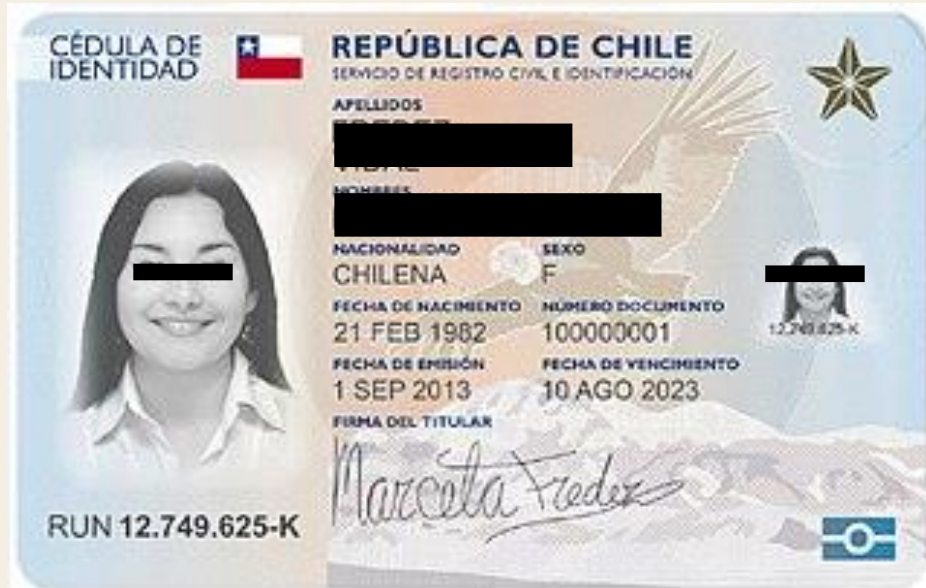 CÉDULA DE
IDENTIDAD
REPÚBLICA DE CHILE
SERVICIO DE REGISTRO CIVIL E IDENTIFICACIÓN
APELLIDOS
NOMBRES
NACIONALIDAD SEXO
CHILENA F
FECHA DE NACIMIENTO NÚMERO DOCUMENTO
21 FEB 1982 100000001
12.749.625-K
FECHA DE EMISIÓN FECHA DE VENCIMIENTO
1 SEP 2013 10 AGO 2023
FIRMA DEL TITULAR
Marcela Fredez
RUN 12.749.625-K